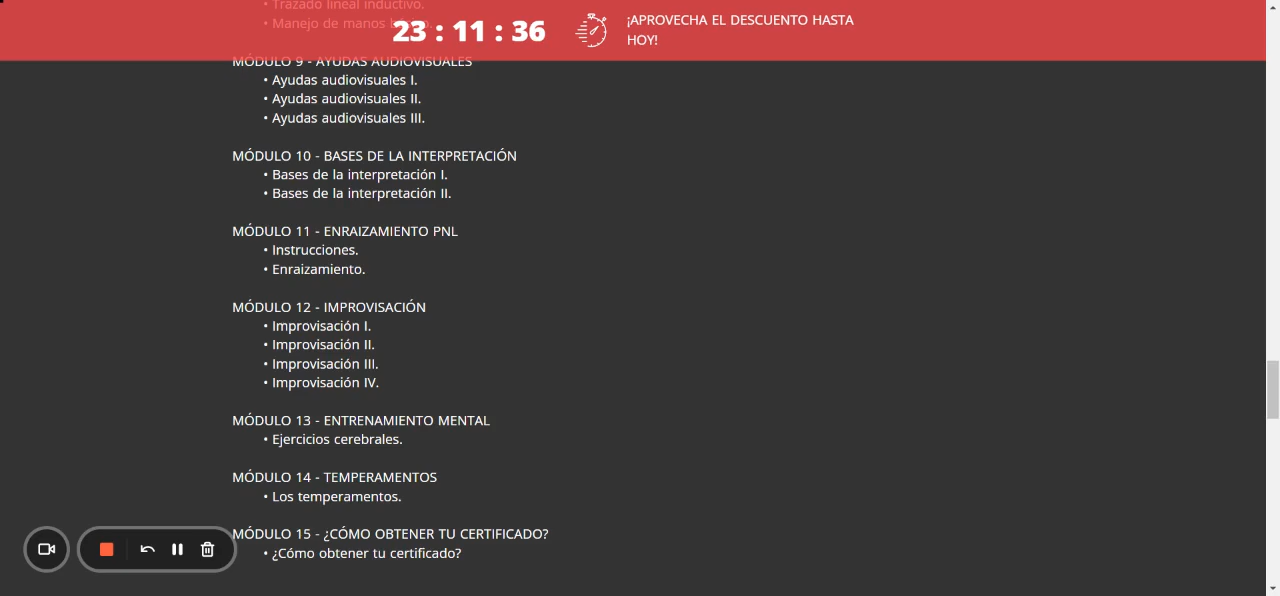 • Trazado lineal inductivo.
• Manejo de manos
23 : 11 : 36
¡APROVECHA EL DESCUENTO HASTA
HOY!
MÓDULO 9 - AYUDAS AUDIOVISUALES
• Ayudas audiovisuales I.
• Ayudas audiovisuales II.
• Ayudas audiovisuales III.
MÓDULO 10 - BASES DE LA INTERPRETACIÓN
• Bases de la interpretación I.
• Bases de la interpretación II.
MÓDULO 11 - ENRAIZAMIENTO PNL
• Instrucciones.
• Enraizamiento.
MÓDULO 12 - IMPROVISACIÓN
• Improvisación I.
• Improvisación II.
• Improvisación III.
• Improvisación IV.
MÓDULO 13 - ENTRENAMIENTO MENTAL
• Ejercicios cerebrales.
MÓDULO 14 - TEMPERAMENTOS
• Los temperamentos.
MÓDULO 15 - ¿CÓMO OBTENER TU CERTIFICADO?
• ¿Cómo obtener tu certificado?